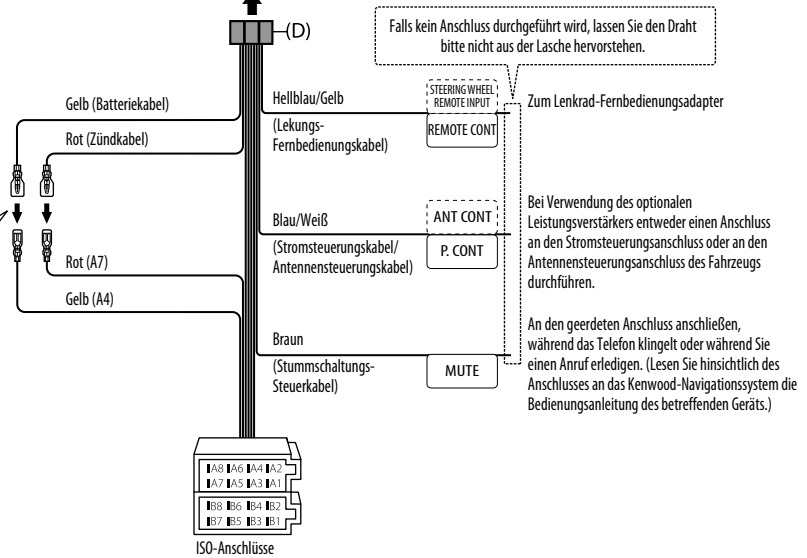 (D)
Falls kein Anschluss durchgeführt wird, lassen Sie den Draht
bitte nicht aus der Lasche hervorstehen.
Gelb (Batteriekabel)
Rot (Zündkabel)
Hellblau/Gelb
(Lekungs-
Fernbedienungskabel)
STEERING WHEEL
REMOTE INPUT
REMOTE CONT
Zum Lenkrad-Fernbedienungsadapter
Blau/Weiß
(Stromsteuerungskabel/
Antennensteuerungskabel)
ANT CONT
P. CONT
Bei Verwendung des optionalen
Leistungsverstärkers entweder einen Anschluss
an den Stromsteuerungsanschluss oder an den
Antennensteuerungsanschluss des Fahrzeugs
durchführen.
Rot (A7)
Gelb (A4)
Braun
(Stummschaltungs-
Steuerkabel)
MUTE
An den geerdeten Anschluss anschließen,
während das Telefon klingelt oder während Sie
einen Anruf erledigen. (Lesen Sie hinsichtlich des
Anschlusses an das Kenwood-Navigationssystem die
Bedienungsanleitung des betreffenden Geräts.)
A8 A6 A4 A2
A7 A5 A3 A1
B8 B6 B4 B2
B7 B5 B3 B1
ISO-Anschlüsse